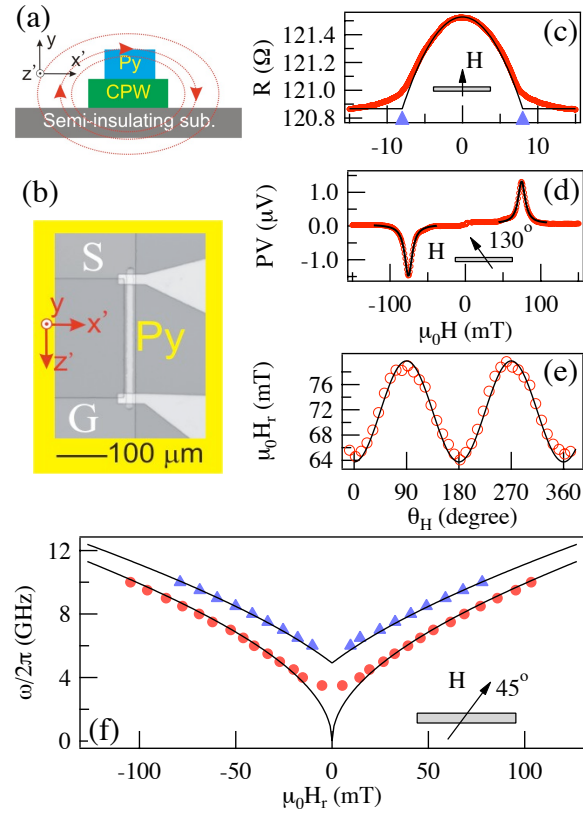 (a)
y
z'
x'
Py
CPW
Semi-insulating sub.
(b)
S
y
x'
z'
Py
G
100 μm
(c)
R (Ω)
121.4
121.2
121.0
120.8
H
-10
0
10
(d)
PV (μV)
1.0
0.0
-1.0
H
130°
-100
0
100
μ₀H (mT)
(e)
μ₀Hᵣ (mT)
76
72
68
64
0
90
180
270
360
θ_H (degree)
(f)
ω/2π (GHz)
12
8
4
0
H
45°
-100
-50
0
50
100
μ₀Hᵣ (mT)